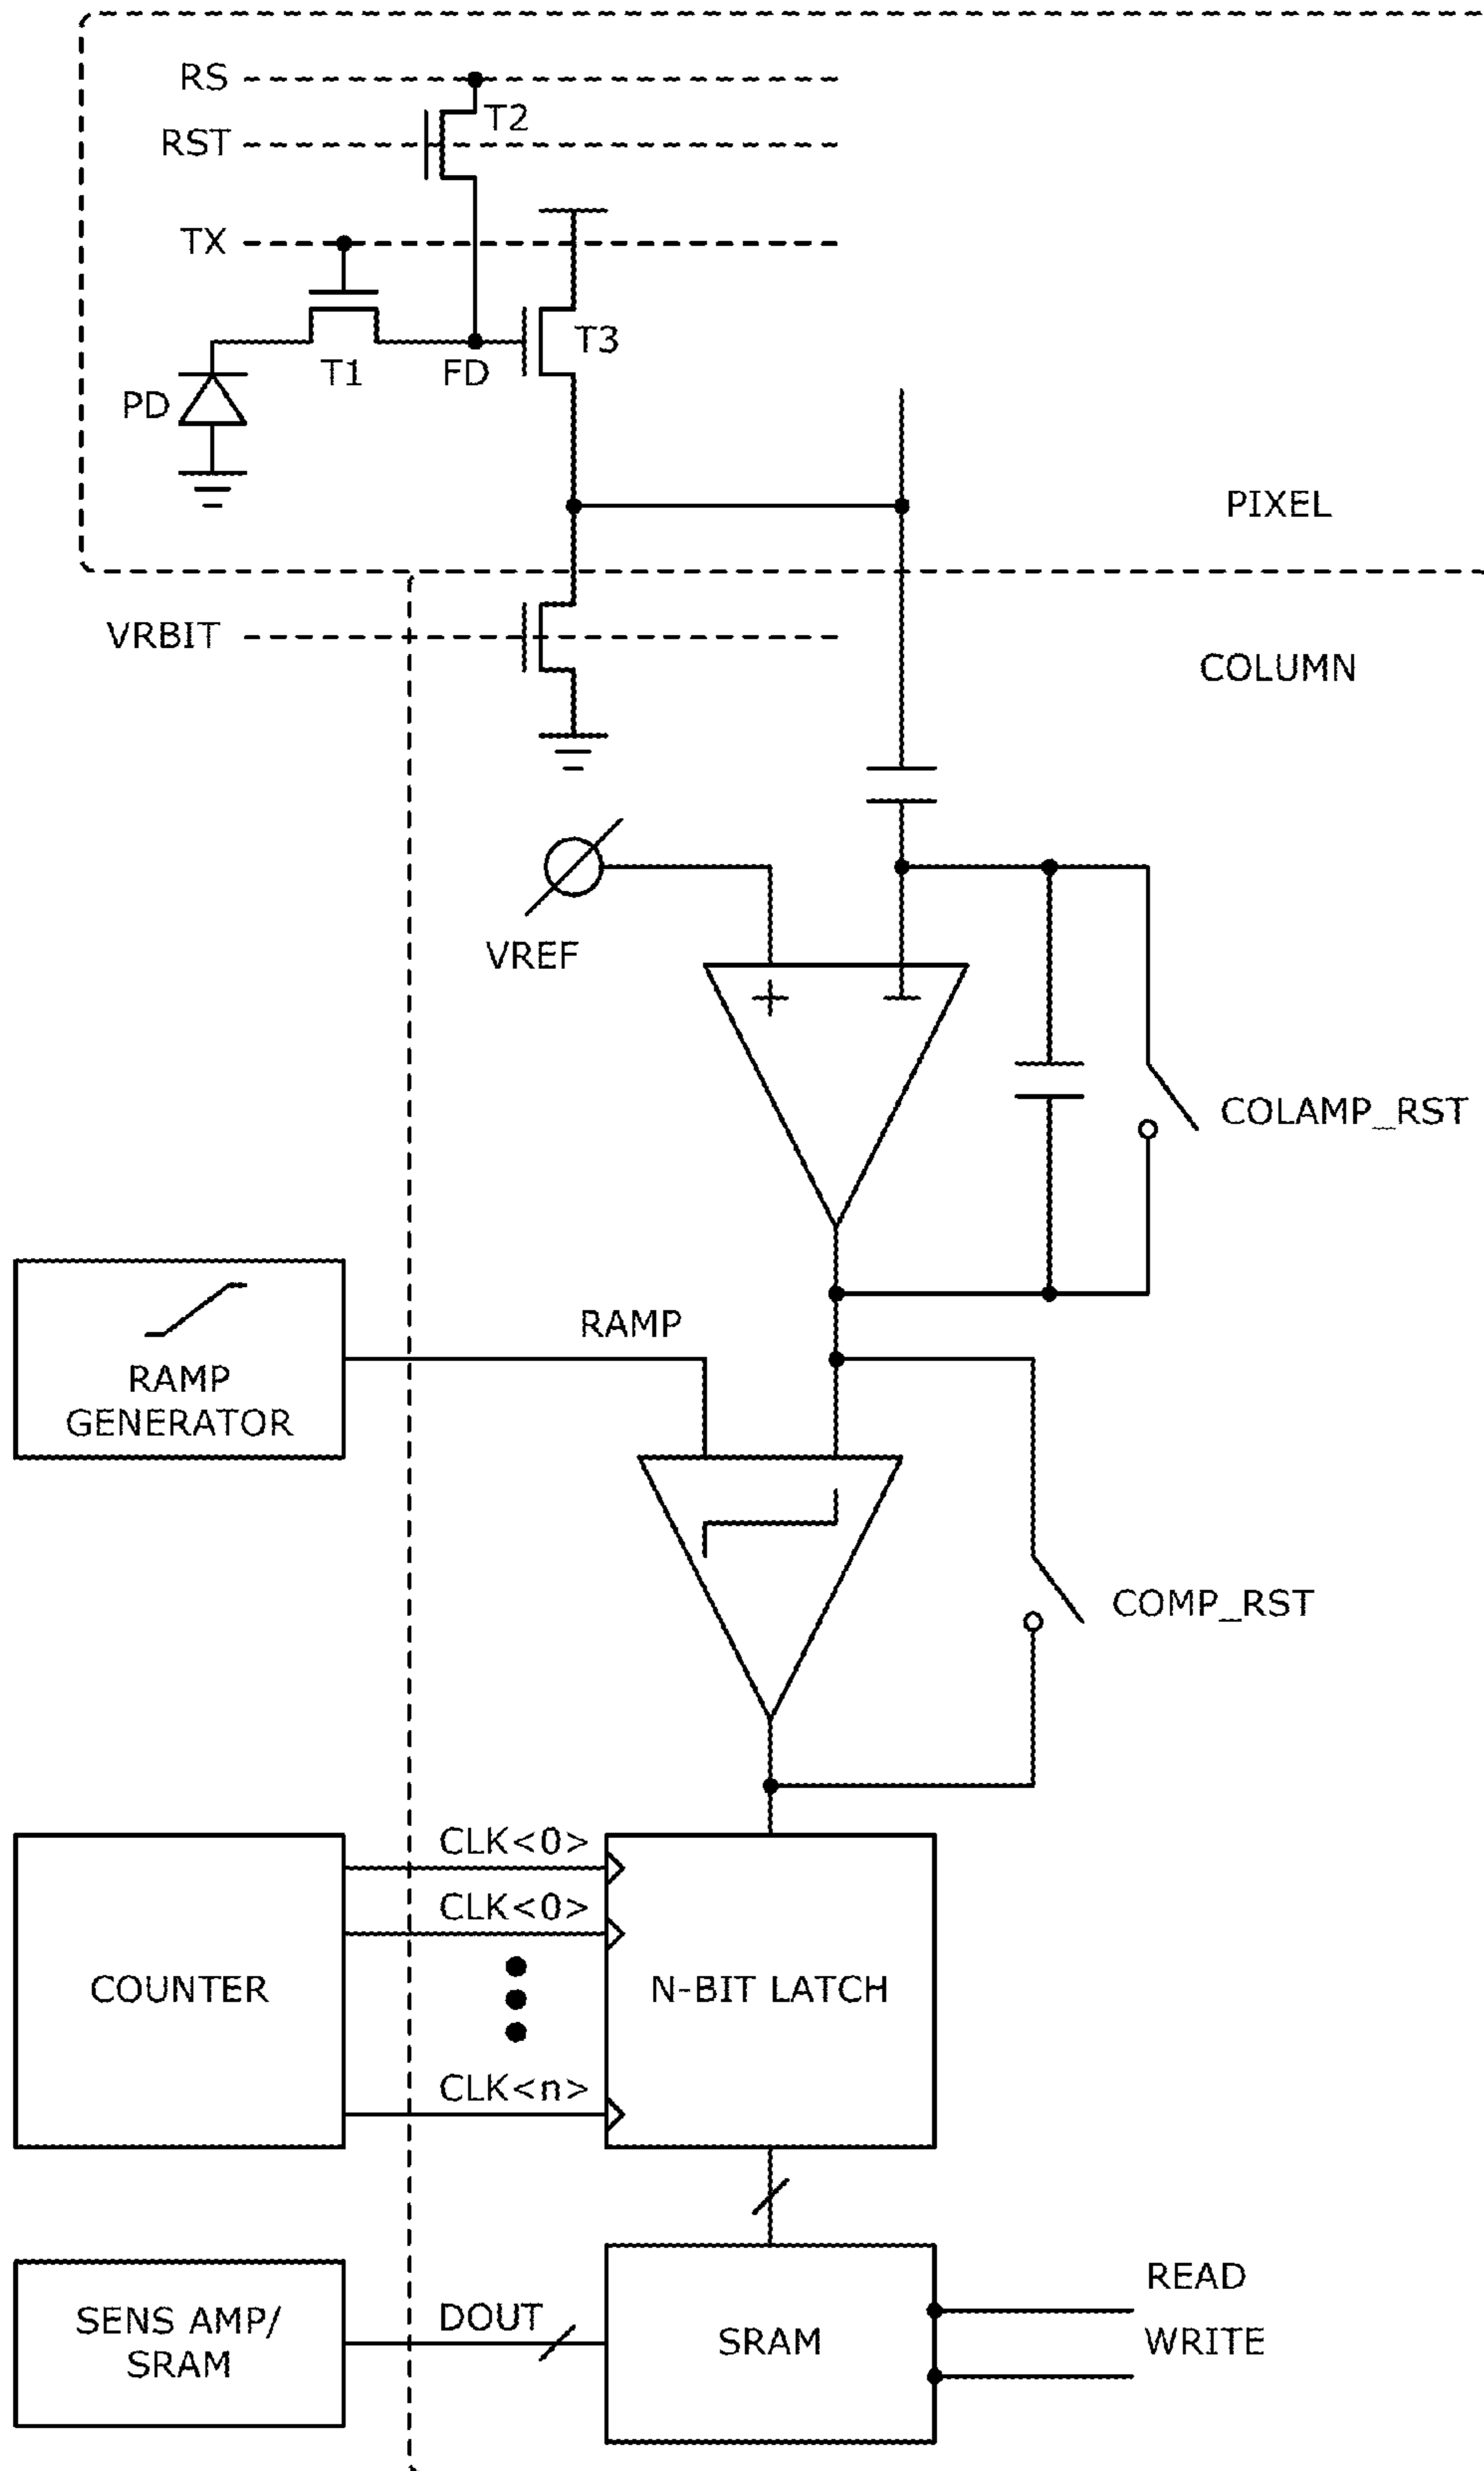 RS
T2
RST
TX
T3
T1
FD
PD
PIXEL
VRBIT
COLUMN
VREF
+
COLAMP_RST
RAMP
RAMP
GENERATOR
COMP_RST
CLK<0>
CLK<0>
COUNTER
N-BIT LATCH
CLK<n>
READ
SENS AMP/
SRAM
DOUT
SRAM
WRITE